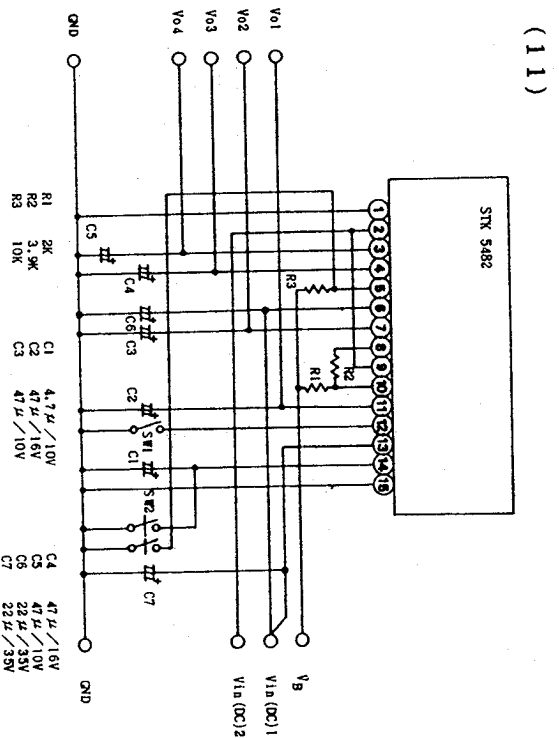 (11)
STK 5482
1 2 3 4 5 6 7 8 9 10 11 12 13 14 15
Vo1
Vo2
Vo3
Vo4
GND
R3
R2
R1
C5
C4
C6
C3
C2
SW1
C1
SW2
C7
VB
Vin(DC)1
Vin(DC)2
GND
R1 2K
R2 3.9K
R3 10K
C1 4.7μ/10V
C2 47μ/16V
C3 47μ/10V
C4 47μ/16V
C5 47μ/10V
C6 22μ/35V
C7 22μ/35V